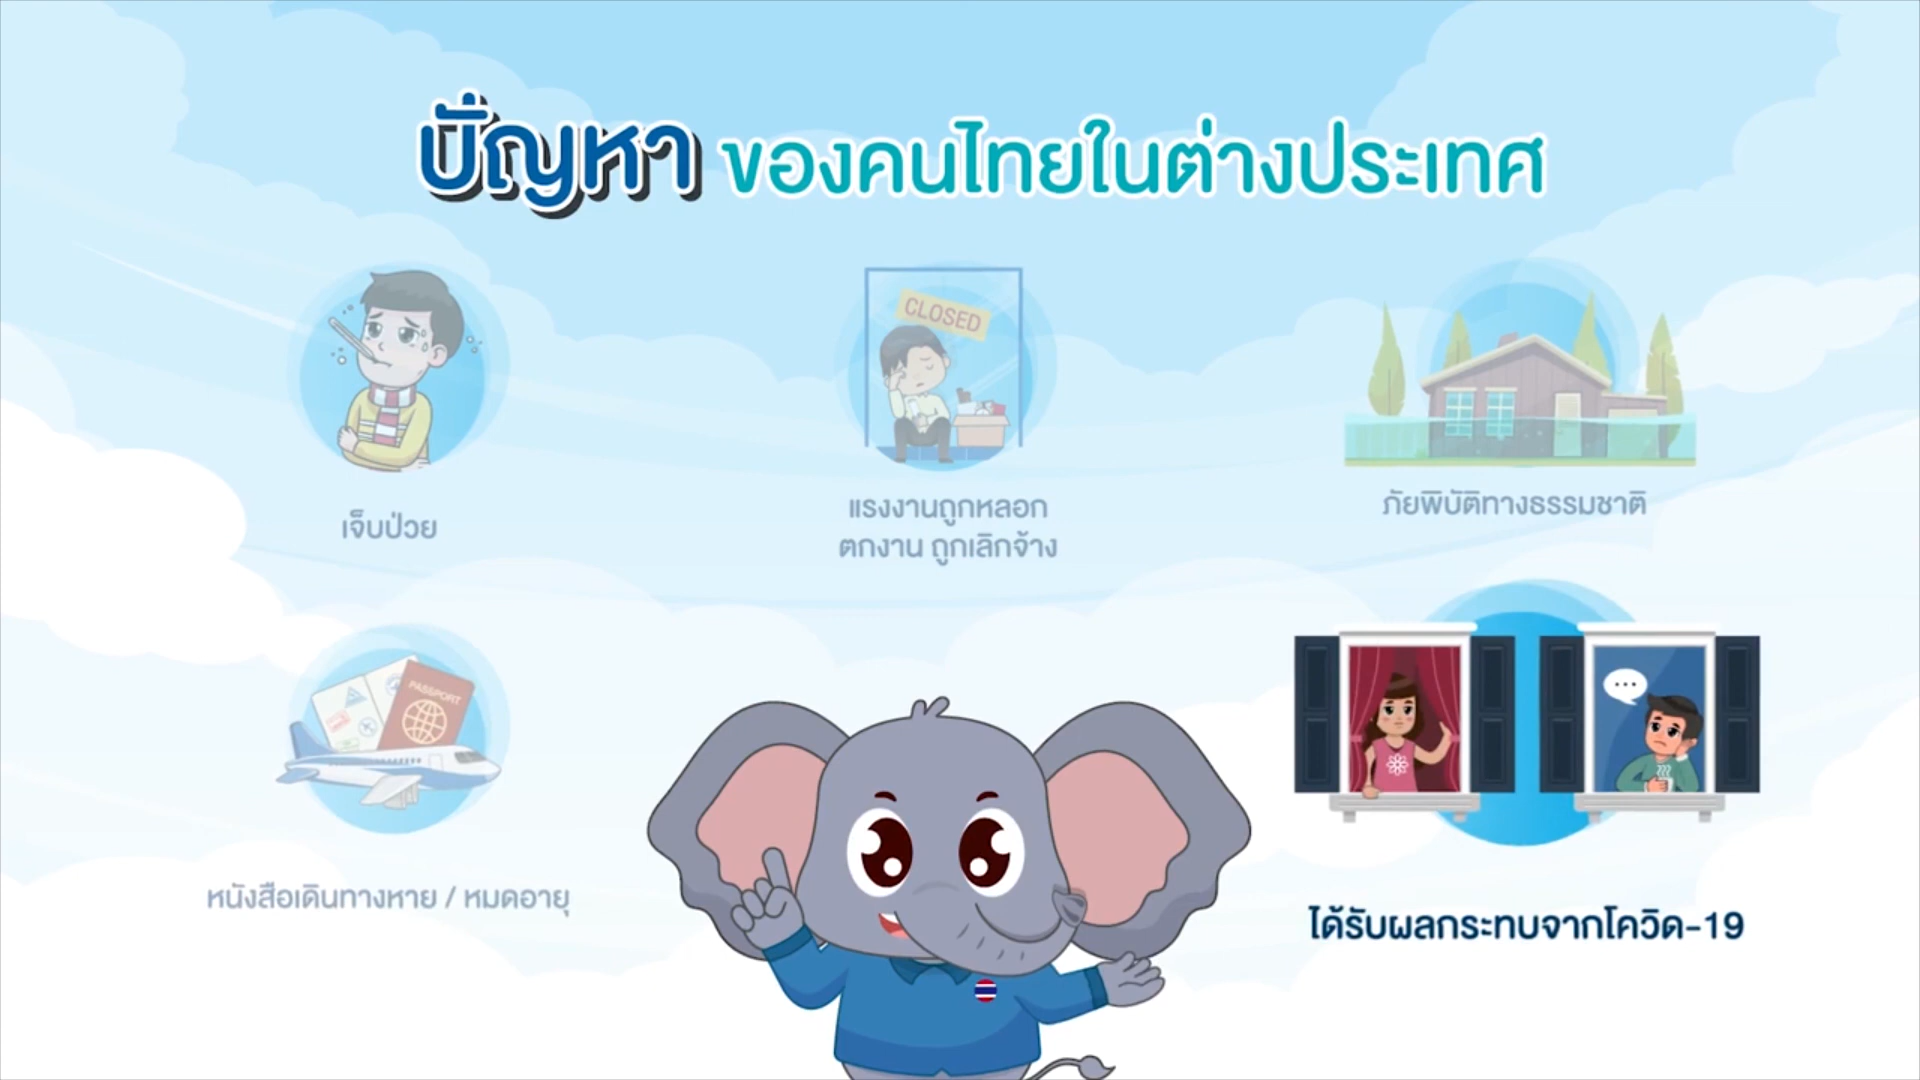 ปัญหา ของคนไทยในต่างประเทศ
CLOSED
เจ็บป่วย
แรงงานถูกหลอก
ตกงาน ถูกเลิกจ้าง
ภัยพิบัติทางธรรมชาติ
PASSPORT
...
หนังสือเดินทางหาย / หมดอายุ
ได้รับผลกระทบจากโควิด-19